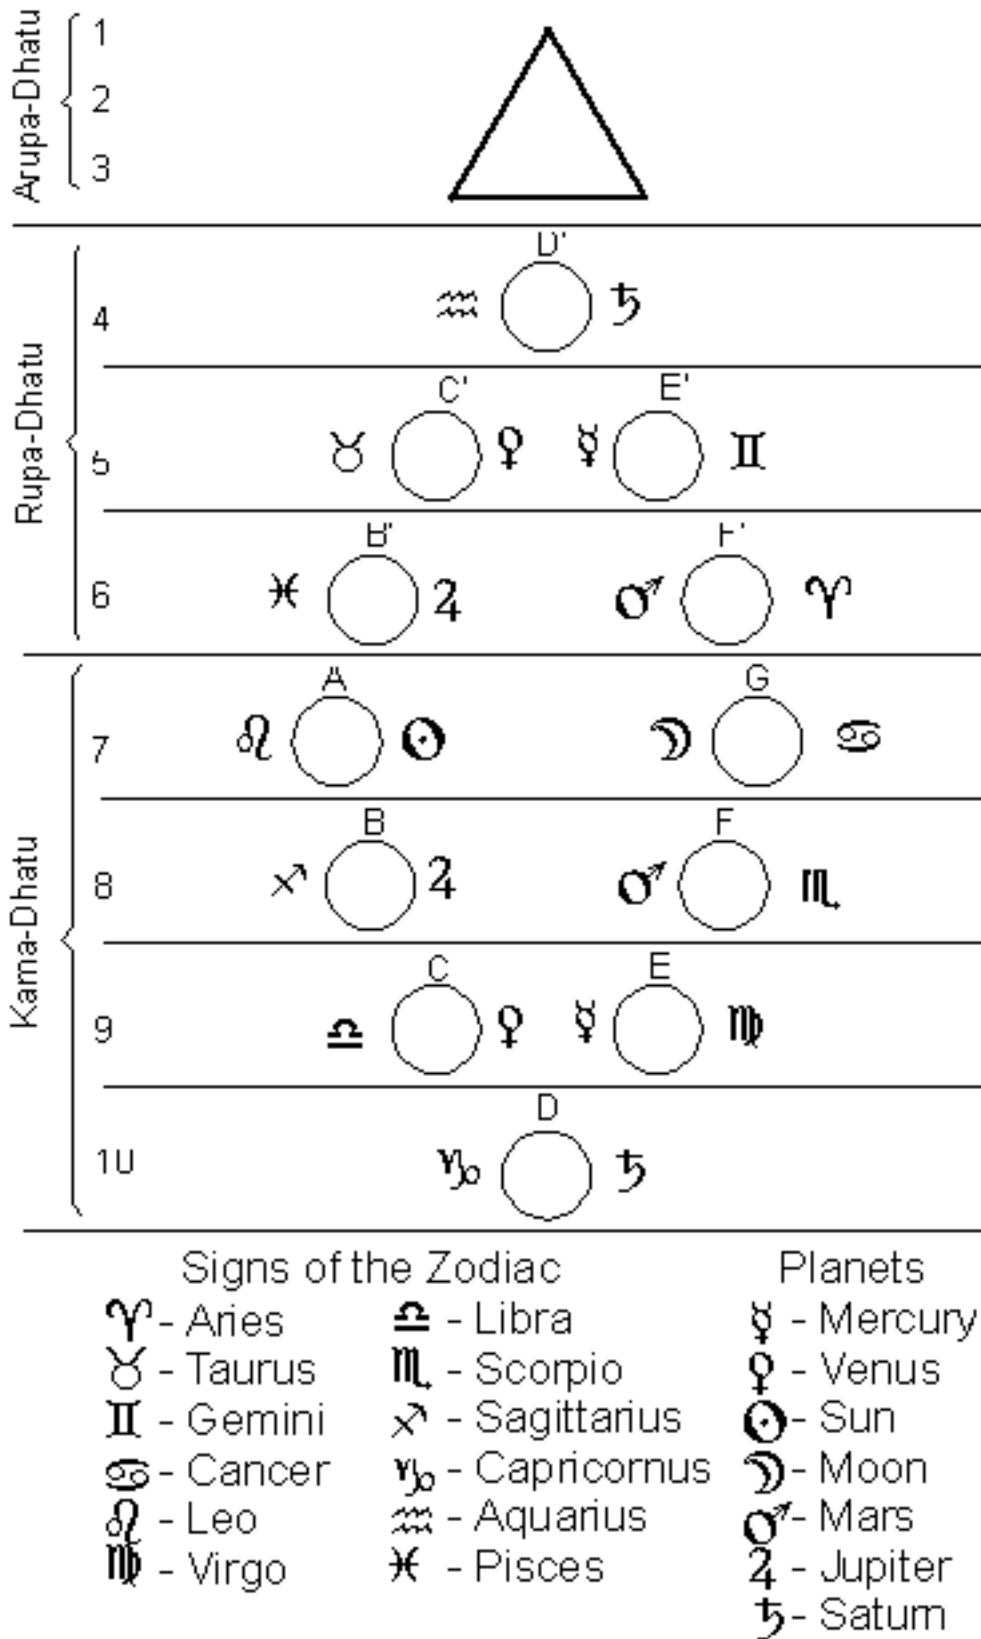 Arupa-Dhatu
1
2
3
Rupa-Dhatu
D'
4 ♒ ♄
C' E'
5 ♉ ♀ ☿ ♊
B' F'
6 ♓ ♃ ♂ ♈
Kama-Dhatu
A G
7 ♌ ☉ ☽ ♋
B F
8 ♐ ♃ ♂ ♏
C E
9 ♎ ♀ ☿ ♍
D
10 ♑ ♄
Signs of the Zodiac Planets
♈ - Aries ♎ - Libra ☿ - Mercury
♉ - Taurus ♏ - Scorpio ♀ - Venus
♊ - Gemini ♐ - Sagittarius ☉ - Sun
♋ - Cancer ♑ - Capricornus ☽ - Moon
♌ - Leo ♒ - Aquarius ♂ - Mars
♍ - Virgo ♓ - Pisces ♃ - Jupiter
♄ - Saturn